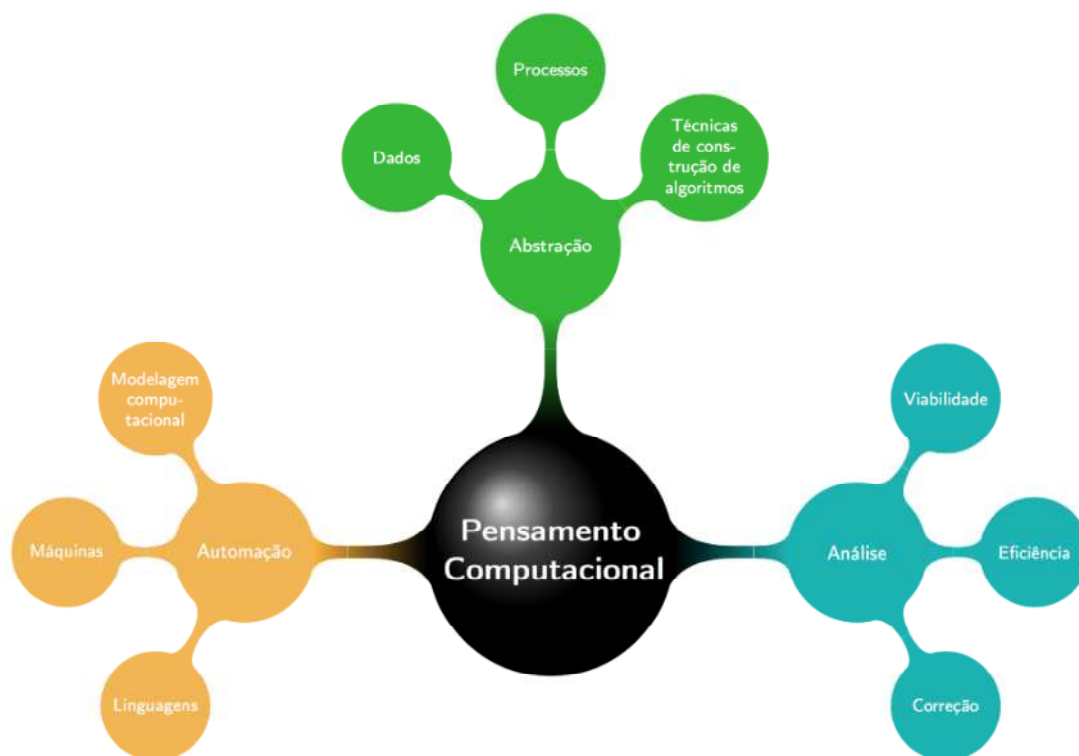 Processos
Dados
Técnicas
de cons-
trução de
algoritmos
Abstração
Modelagem
compu-
tacional
Viabilidade
Pensamento
Computacional
Máquinas
Automação
Análise
Eficiência
Linguagens
Correção